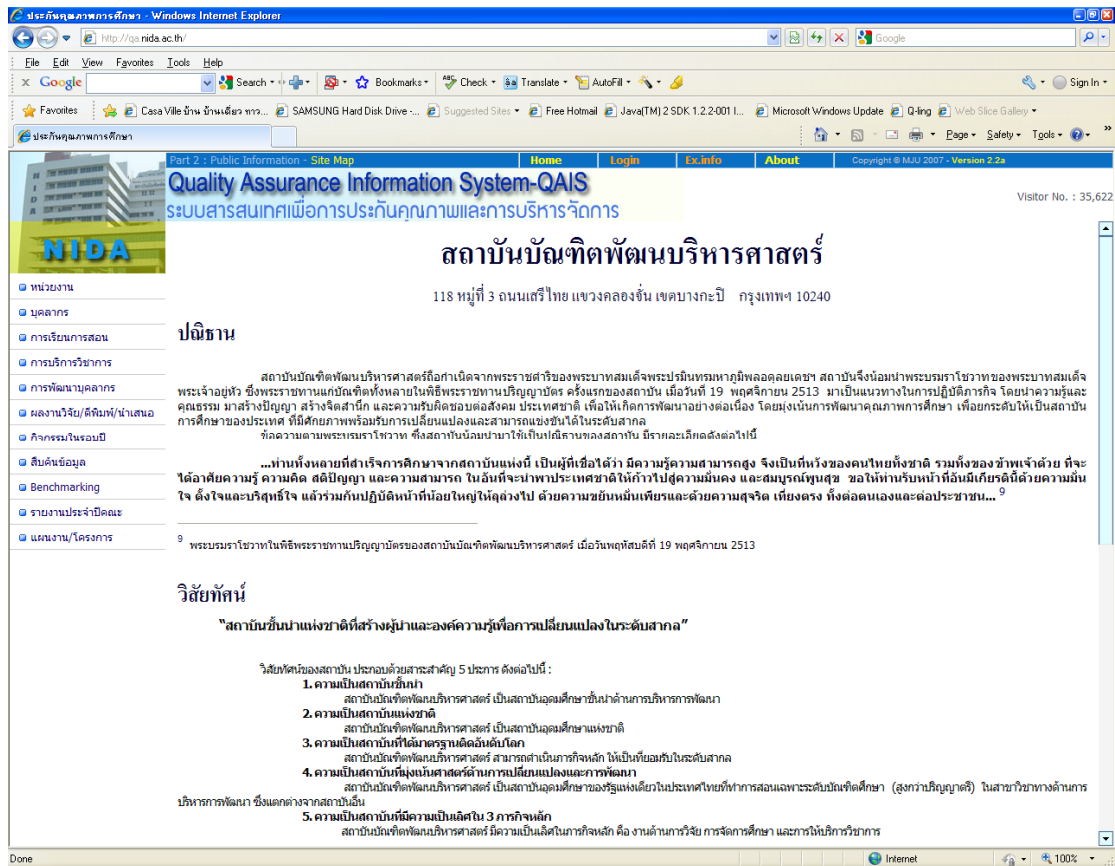 ประกันคุณภาพการศึกษา - Windows Internet Explorer
http://qa.nida.ac.th/
Google
File Edit View Favorites Tools Help
x Google Search Bookmarks Check Translate AutoFill Sign In
Favorites Casa Ville บ้าน บ้านเดี่ยว ทาว... SAMSUNG Hard Disk Drive -... Suggested Sites Free Hotmail Java(TM) 2 SDK 1.2.2-001 I... Microsoft Windows Update Q-ling Web Slice Gallery
ประกันคุณภาพการศึกษา Page Safety Tools »
Part 2 : Public Information - Site Map Home Login Ex.info About Copyright © MJU 2007 - Version 2.2a
Quality Assurance Information System-QAIS
ระบบสารสนเทศเพื่อการประกันคุณภาพและการบริหารจัดการ
Visitor No. : 35,622
NIDA
NIDA
หน่วยงาน
บุคลากร
การเรียนการสอน
การบริการวิชาการ
การพัฒนาบุคลากร
ผลงานวิจัย/ตีพิมพ์/นำเสนอ
กิจกรรมในรอบปี
สืบค้นข้อมูล
Benchmarking
รายงานประจำปีคณะ
แผนงาน/โครงการ
สถาบันบัณฑิตพัฒนบริหารศาสตร์
118 หมู่ที่ 3 ถนนเสรีไทย แขวงคลองจั่น เขตบางกะปิ กรุงเทพฯ 10240
ปณิธาน
สถาบันบัณฑิตพัฒนบริหารศาสตร์ถือกำเนิดจากพระราชดำริของพระบาทสมเด็จพระปรมินทรมหาภูมิพลอดุลยเดชฯ สถาบันจึงน้อมนำพระบรมราโชวาทของพระบาทสมเด็จ
พระเจ้าอยู่หัว ซึ่งพระราชทานแก่บัณฑิตทั้งหลายในพิธีพระราชทานปริญญาบัตร ครั้งแรกของสถาบัน เมื่อวันที่ 19 พฤศจิกายน 2513 มาเป็นแนวทางในการปฏิบัติภารกิจ โดยนำความรู้และ
คุณธรรม มาสร้างปัญญา สร้างจิตสำนึก และความรับผิดชอบต่อสังคม ประเทศชาติ เพื่อให้เกิดการพัฒนาอย่างต่อเนื่อง โดยมุ่งเน้นการพัฒนาคุณภาพการศึกษา เพื่อยกระดับให้เป็นสถาบัน
การศึกษาของประเทศ ที่มีศักยภาพพร้อมรับการเปลี่ยนแปลงและสามารถแข่งขันได้ในระดับสากล
ข้อความตามพระบรมราโชวาท ซึ่งสถาบันน้อมนำมาใช้เป็นปณิธานของสถาบัน มีรายละเอียดดังต่อไปนี้
...ท่านทั้งหลายที่สำเร็จการศึกษาจากสถาบันแห่งนี้ เป็นผู้ที่เชื่อได้ว่า มีความรู้ความสามารถสูง จึงเป็นที่หวังของคนไทยทั้งชาติ รวมทั้งของข้าพเจ้าด้วย ที่จะ
ได้อาศัยความรู้ ความคิด สติปัญญา และความสามารถ ในอันที่จะนำพาประเทศชาติให้ก้าวไปสู่ความมั่นคง และสมบูรณ์พูนสุข ขอให้ท่านรับหน้าที่อันมีเกียรตินี้ด้วยความมั่น
ใจ ตั้งใจและบริสุทธิ์ใจ แล้วร่วมกันปฏิบัติหน้าที่น้อยใหญ่ให้ลุล่วงไป ด้วยความขยันหมั่นเพียรและด้วยความสุจริต เที่ยงตรง ทั้งต่อตนเองและต่อประชาชน... 9
9 พระบรมราโชวาทในพิธีพระราชทานปริญญาบัตรของสถาบันบัณฑิตพัฒนบริหารศาสตร์ เมื่อวันพฤหัสบดีที่ 19 พฤศจิกายน 2513
วิสัยทัศน์
“สถาบันชั้นนำแห่งชาติที่สร้างผู้นำและองค์ความรู้เพื่อการเปลี่ยนแปลงในระดับสากล”
วิสัยทัศน์ของสถาบัน ประกอบด้วยสาระสำคัญ 5 ประการ ดังต่อไปนี้ :
1. ความเป็นสถาบันชั้นนำ
สถาบันบัณฑิตพัฒนบริหารศาสตร์ เป็นสถาบันอุดมศึกษาชั้นนำด้านการบริหารการพัฒนา
2. ความเป็นสถาบันแห่งชาติ
สถาบันบัณฑิตพัฒนบริหารศาสตร์ เป็นสถาบันอุดมศึกษาแห่งชาติ
3. ความเป็นสถาบันที่ได้มาตรฐานติดอันดับโลก
สถาบันบัณฑิตพัฒนบริหารศาสตร์ สามารถดำเนินภารกิจหลัก ให้เป็นที่ยอมรับในระดับสากล
4. ความเป็นสถาบันที่มุ่งเน้นศาสตร์ด้านการเปลี่ยนแปลงและการพัฒนา
สถาบันบัณฑิตพัฒนบริหารศาสตร์ เป็นสถาบันอุดมศึกษาของรัฐแห่งเดียวในประเทศไทยที่ทำการสอนเฉพาะระดับบัณฑิตศึกษา (สูงกว่าปริญญาตรี) ในสาขาวิชาทางด้านการ
บริหารการพัฒนา ซึ่งแตกต่างจากสถาบันอื่น
5. ความเป็นสถาบันที่มีความเป็นเลิศใน 3 ภารกิจหลัก
สถาบันบัณฑิตพัฒนบริหารศาสตร์ มีความเป็นเลิศในภารกิจหลัก คือ งานด้านการวิจัย การจัดการศึกษา และการให้บริการวิชาการ
Done Internet 100%